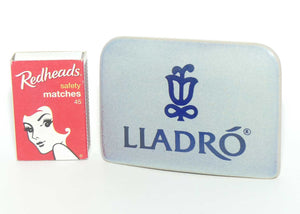 Redheads.
safety
matches
45
LLADRÓ®